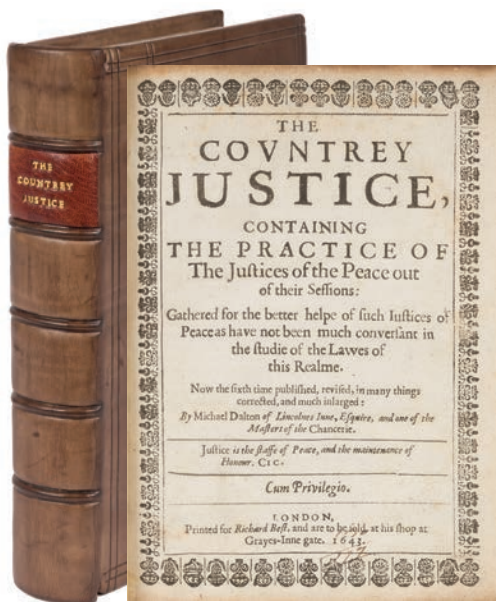 THE
COVNTREY
JUSTICE
THE
COVNTREY
JUSTICE,
CONTAINING
THE PRACTICE OF
The Juſtices of the Peace out
of their Seſſions:
Gathered for the better helpe of ſuch Iuſtices of
Peace as have not been much converſant in
the ſtudie of the Lawes of
this Realme.
Now the ſixth time publiſhed, reviſed, in many things
corrected, and much inlarged:
By Michael Dalton of Lincolnes Inne, Eſquire, and one of the
Maſters of the Chancerie.
Juſtice is the ſtaffe of Peace, and the maintenance of
Honour. CIC.
Cum Privilegio.
LONDON,
Printed for Richard Beſt, and are to be ſold, at his ſhop at
Grayes-Inne gate. 1643.